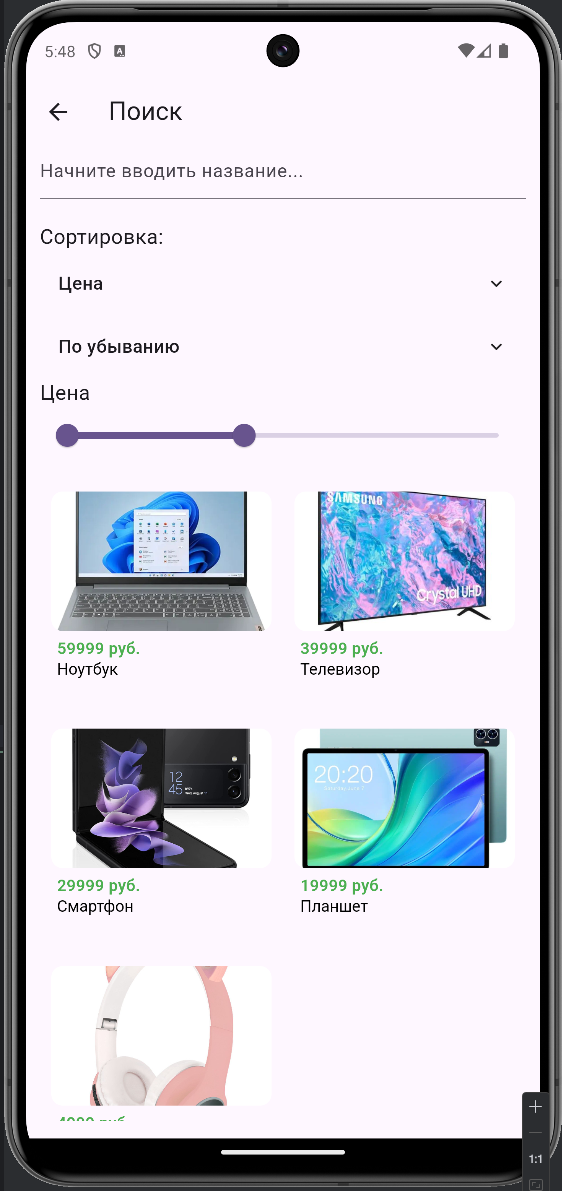 5:48
A
Поиск
Начните вводить название...
Сортировка:
Цена
По убыванию
Цена
SAMSUNG
Crystal UHD
59999 руб.
Ноутбук
39999 руб.
Телевизор
12
45
20:20
29999 руб.
Смартфон
19999 руб.
Планшет
1:1